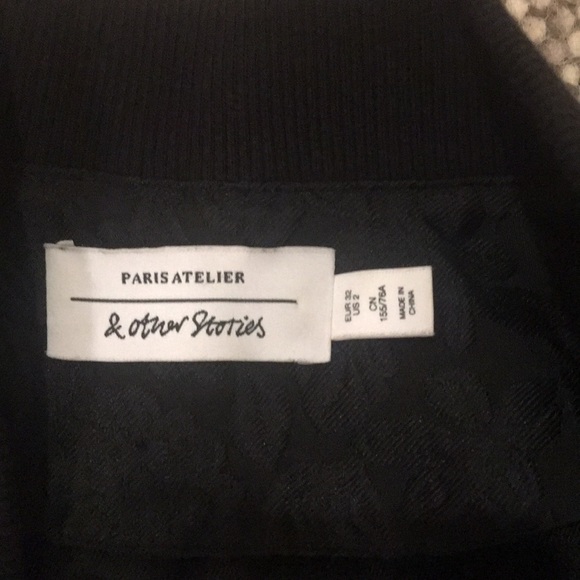 PARIS ATELIER
& other Stories
EUR 32
US 2
CN
155/76A
MADE IN
CHINA